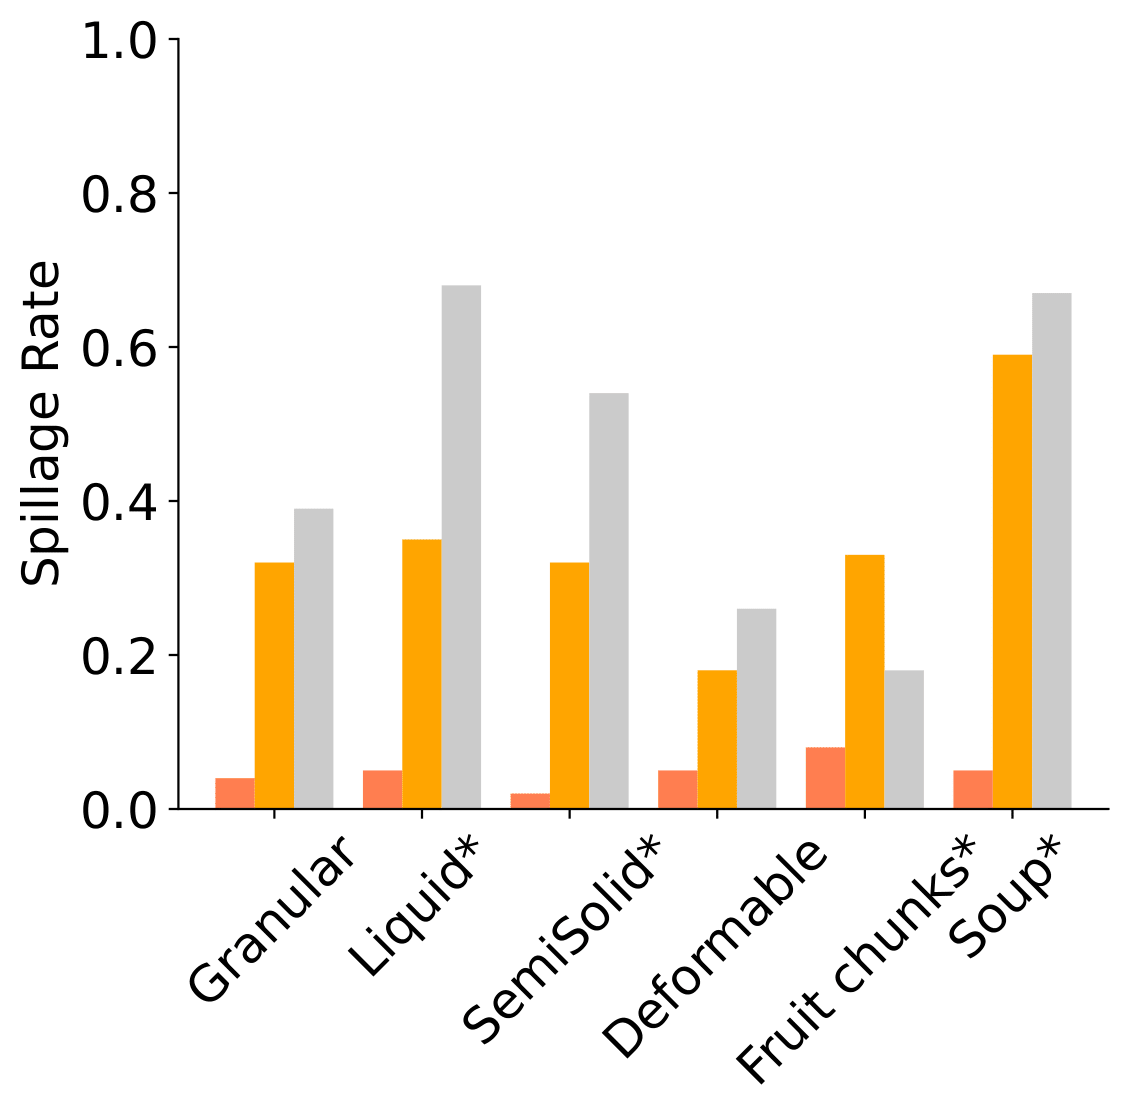 1.0
0.8
0.6
0.4
0.2
0.0
Spillage Rate
Granular
Liquid*
SemiSolid*
Deformable
Fruit chunks*
Soup*